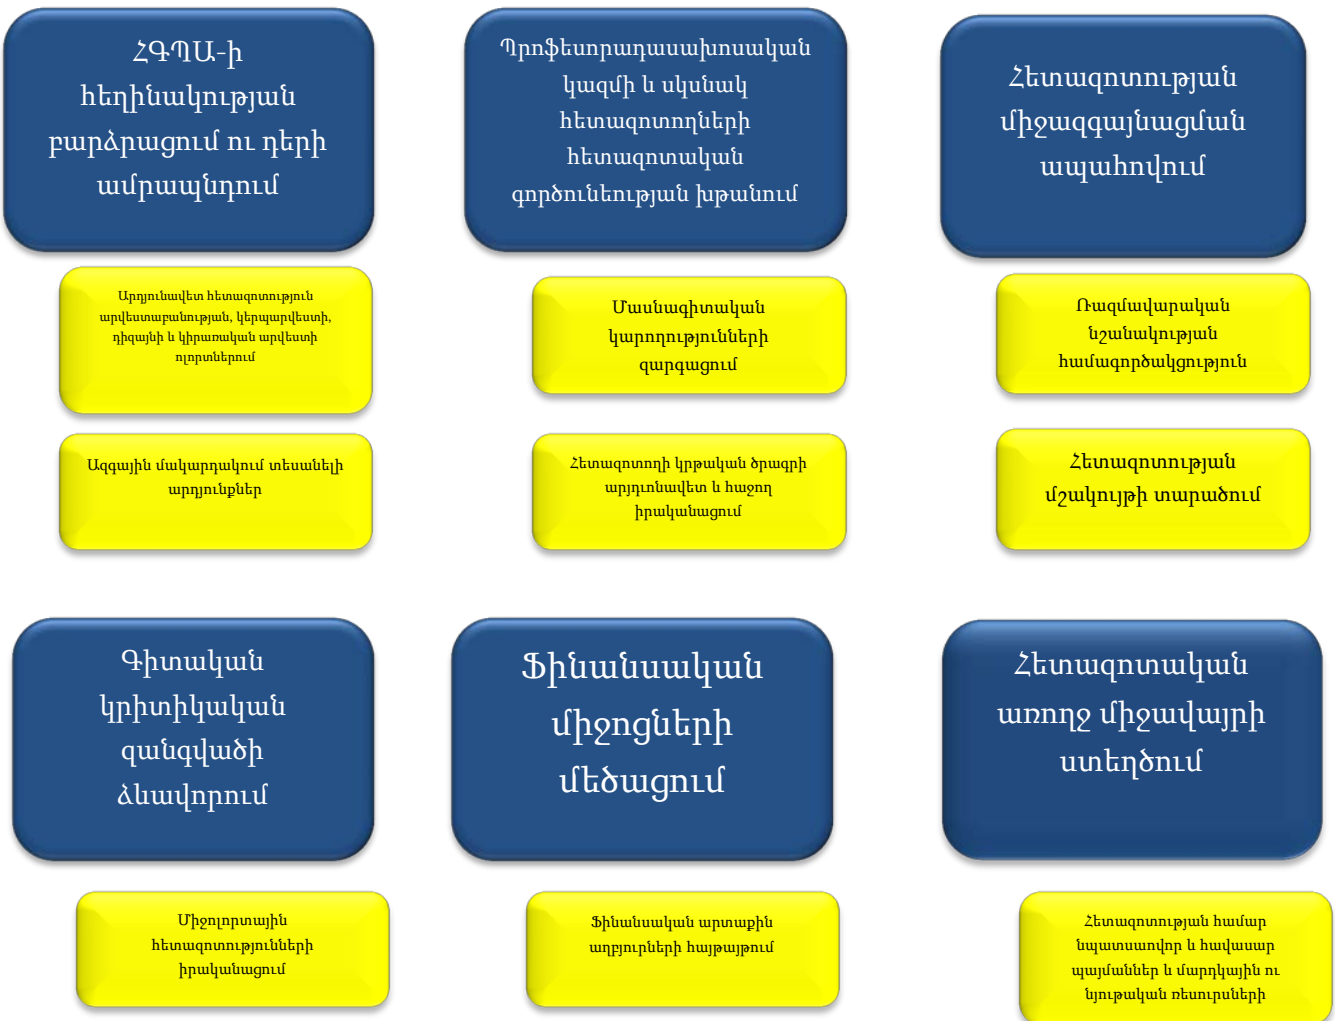 ՀԳՊԱ-ի
հեղինակության
բարձրացում ու դերի
ամրապնդում
Պրոֆեսորադասախոսական
կազմի և սկսնակ
հետազոտողների
հետազոտական
գործունեության խթանում
Հետազոտության
միջազգայնացման
ապահովում
Արդյունավետ հետազոտություն
արվեստաբանության, կերպարվեստի,
դիզայնի և կիրառական արվեստի
ոլորտներում
Մասնագիտական
կարողությունների
զարգացում
Ռազմավարական
նշանակության
համագործակցություն
Ազգային մակարդակում տեսանելի
արդյունքներ
Հետազոտողի կրթական ծրագրի
արյդւոնավետ և հաջող
իրականացում
Հետազոտության
մշակույթի տարածում
Գիտական
կրիտիկական
զանգվածի
ձևավորում
Ֆինանսական
միջոցների
մեծացում
Հետազոտական
առողջ միջավայրի
ստեղծում
Միջոլորտային
հետազոտությունների
իրականացում
Ֆինանսական արտաքին
աղբյուրների հայթայթում
Հետազոտության համար
նպատսաովոր և հավասար
պայմաններ և մարդկային ու
նյութական ռեսուրսների